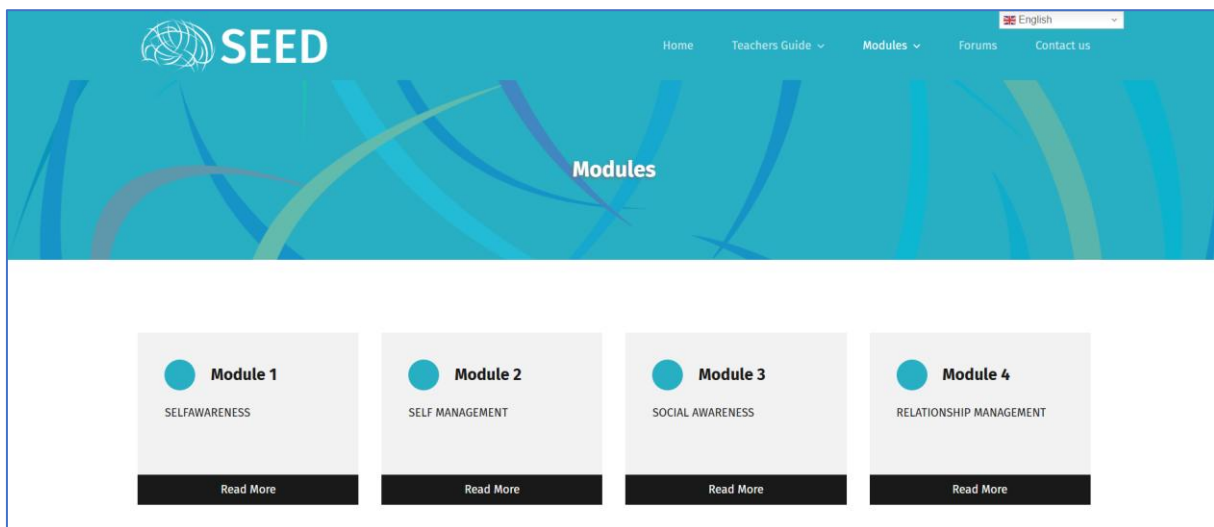 English
SEED
Home Teachers Guide Modules Forums Contact us
Modules
Module 1
SELFAWARENESS
Read More
Module 2
SELF MANAGEMENT
Read More
Module 3
SOCIAL AWARENESS
Read More
Module 4
RELATIONSHIP MANAGEMENT
Read More